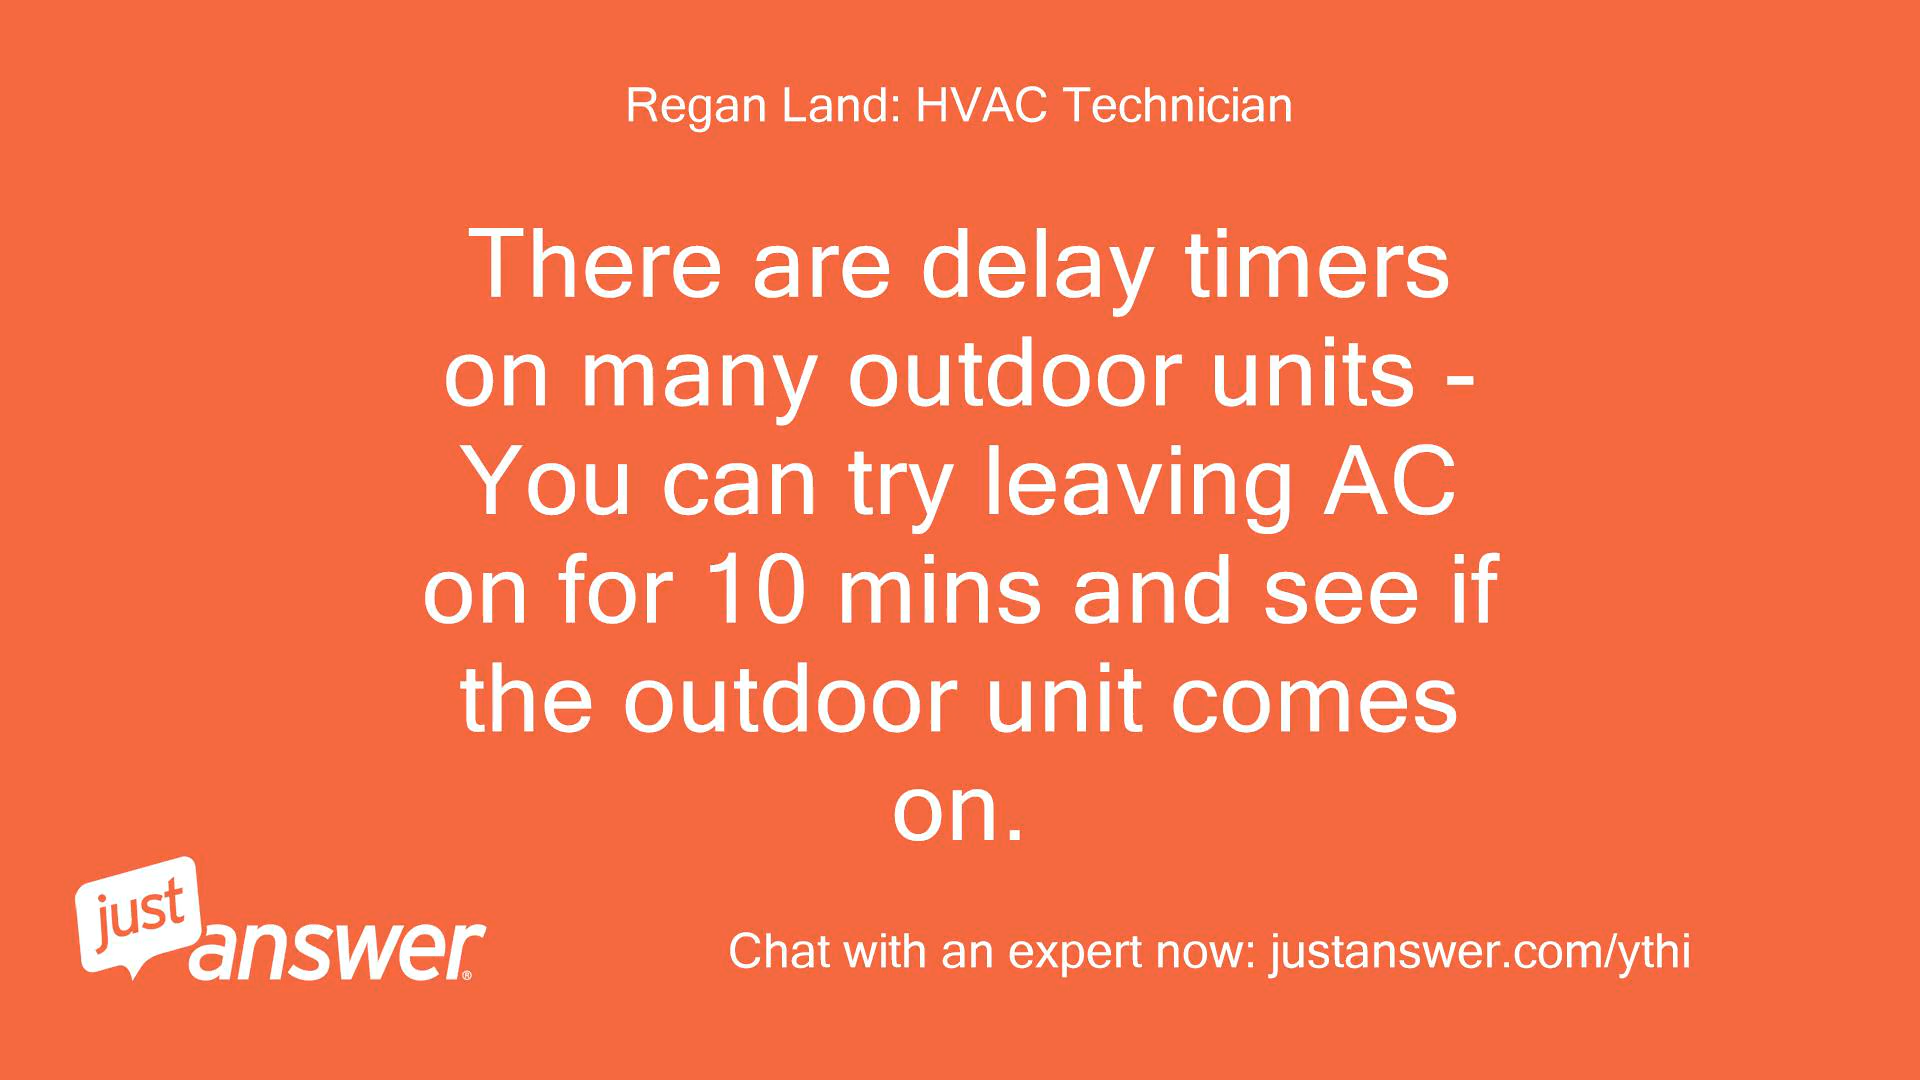 Regan Land: HVAC Technician
There are delay timers
on many outdoor units -
You can try leaving AC
on for 10 mins and see if
the outdoor unit comes
on.
just
answer®
Chat with an expert now: justanswer.com/ythi